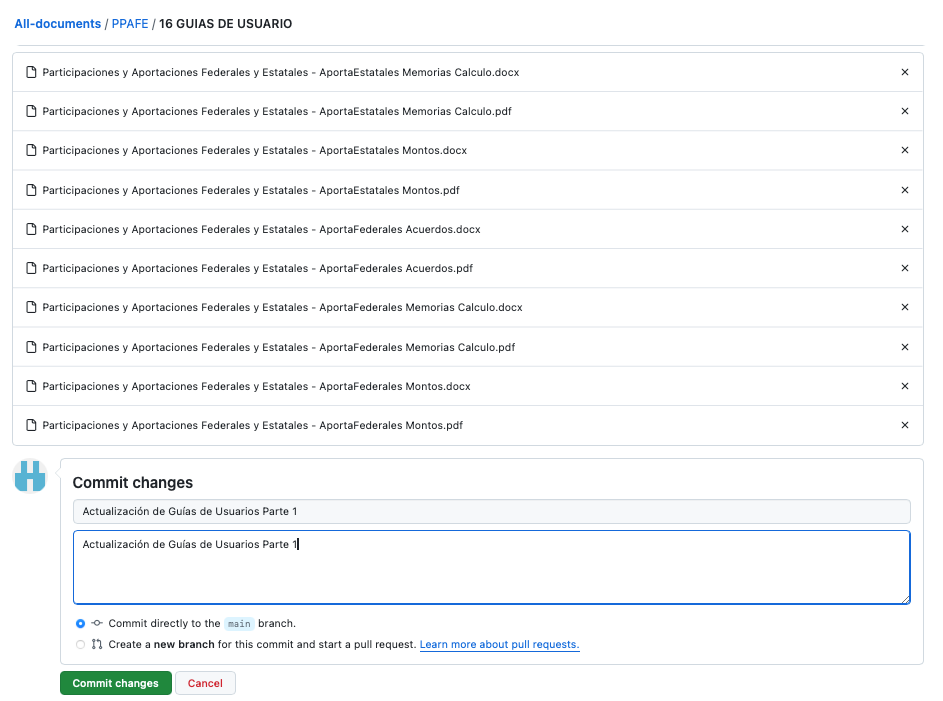 All-documents / PPAFE / 16 GUIAS DE USUARIO
Participaciones y Aportaciones Federales y Estatales - AportaEstatales Memorias Calculo.docx
Participaciones y Aportaciones Federales y Estatales - AportaEstatales Memorias Calculo.pdf
Participaciones y Aportaciones Federales y Estatales - AportaEstatales Montos.docx
Participaciones y Aportaciones Federales y Estatales - AportaEstatales Montos.pdf
Participaciones y Aportaciones Federales y Estatales - AportaFederales Acuerdos.docx
Participaciones y Aportaciones Federales y Estatales - AportaFederales Acuerdos.pdf
Participaciones y Aportaciones Federales y Estatales - AportaFederales Memorias Calculo.docx
Participaciones y Aportaciones Federales y Estatales - AportaFederales Memorias Calculo.pdf
Participaciones y Aportaciones Federales y Estatales - AportaFederales Montos.docx
Participaciones y Aportaciones Federales y Estatales - AportaFederales Montos.pdf
Commit changes
Actualización de Guías de Usuarios Parte 1
Actualización de Guías de Usuarios Parte 1
Commit directly to the main branch.
Create a new branch for this commit and start a pull request. Learn more about pull requests.
Commit changes Cancel